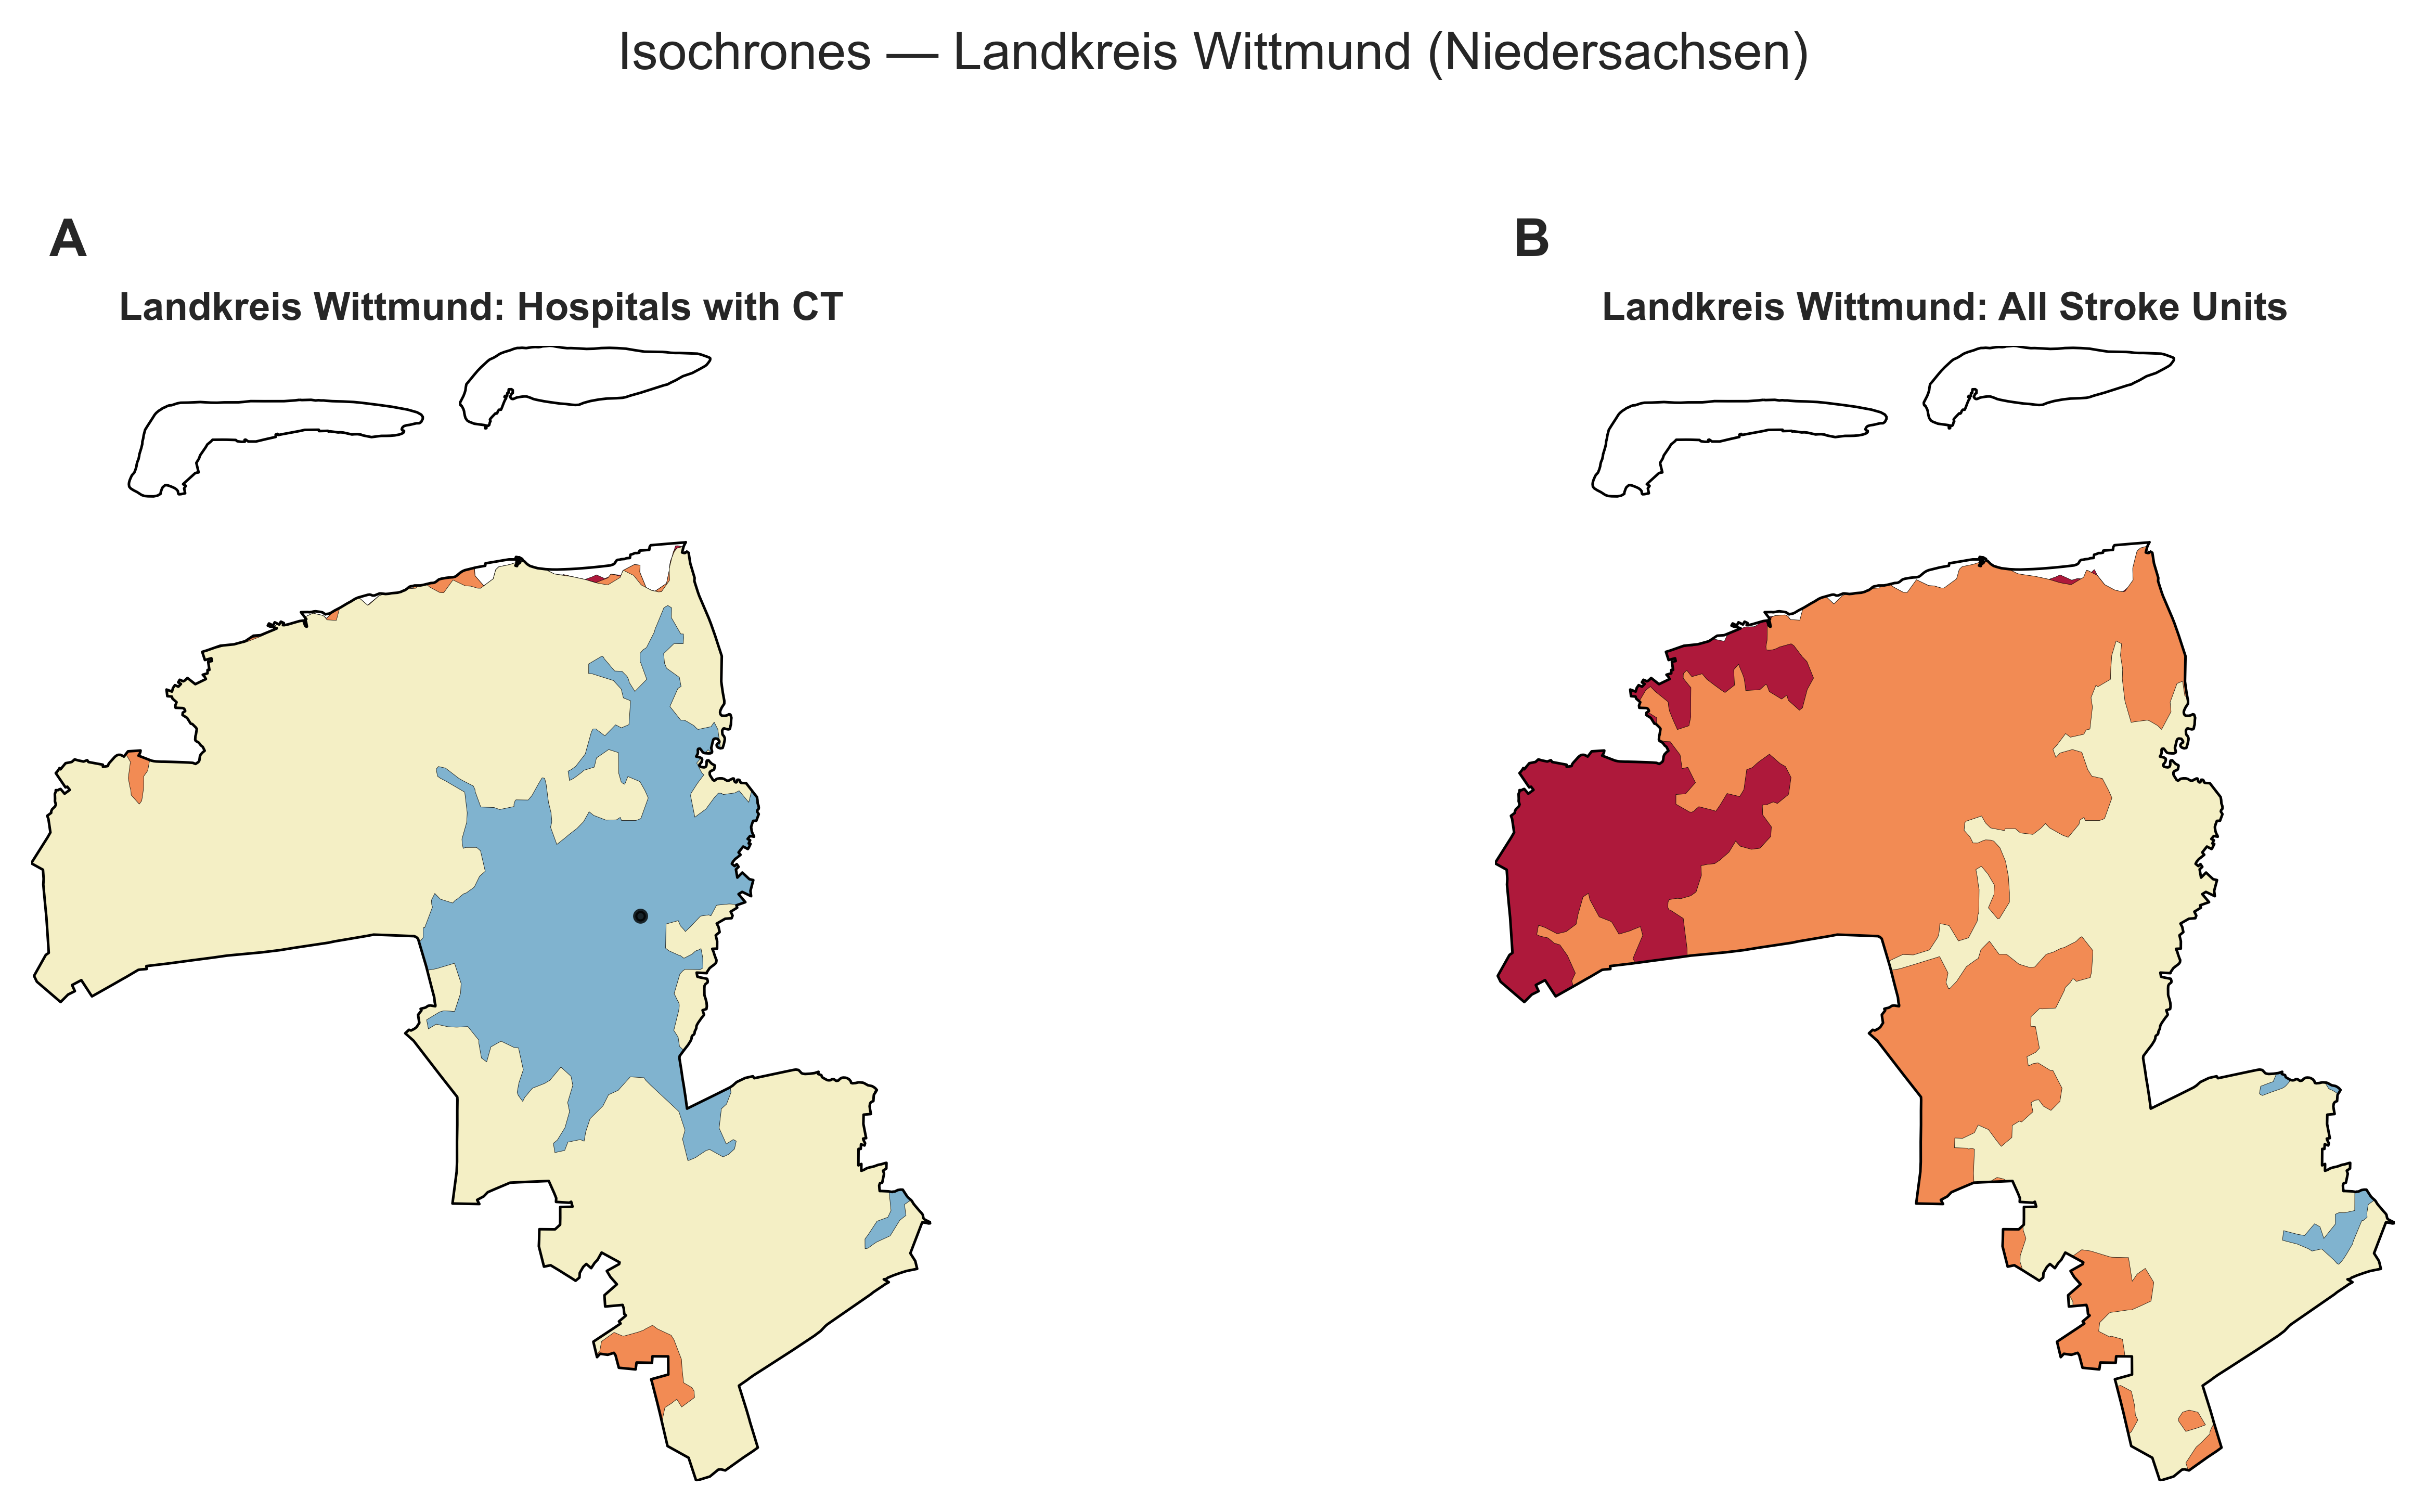 Isochrones — Landkreis Wittmund (Niedersachsen)
A
Landkreis Wittmund: Hospitals with CT
B
Landkreis Wittmund: All Stroke Units